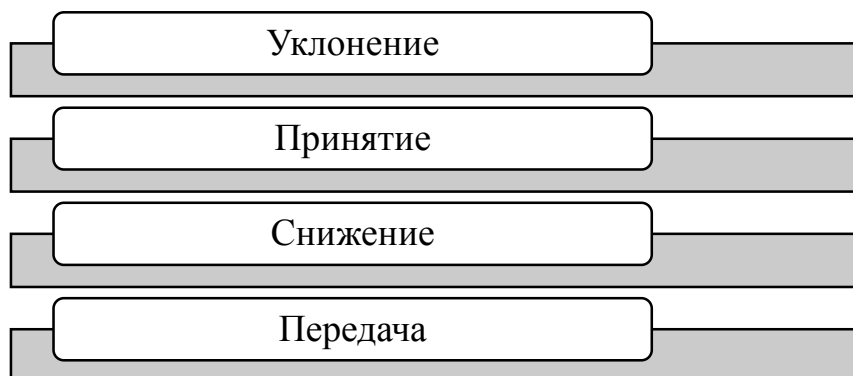 Уклонение
Принятие
Снижение
Передача